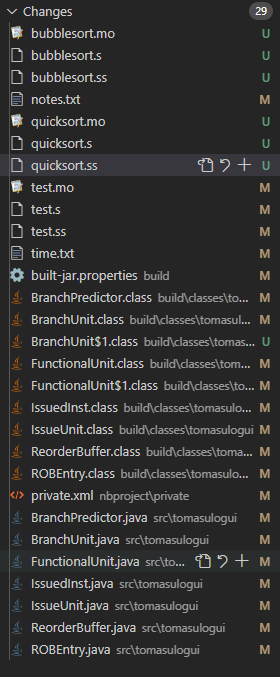 Changes 29
bubblesort.mo U
bubblesort.s U
bubblesort.ss U
notes.txt M
quicksort.mo U
quicksort.s U
quicksort.ss U
test.mo M
test.s M
test.ss M
time.txt M
built-jar.properties build M
BranchPredictor.class build\classes\to... M
BranchUnit.class build\classes\tomasul... M
BranchUnit$1.class build\classes\tomas... U
FunctionalUnit.class build\classes\tom... M
FunctionalUnit$1.class build\classes\to... M
IssuedInst.class build\classes\tomasulo... M
IssueUnit.class build\classes\tomasulogui M
ReorderBuffer.class build\classes\toma... M
ROBEntry.class build\classes\tomasulo... M
private.xml nbproject\private M
BranchPredictor.java src\tomasulogui M
BranchUnit.java src\tomasulogui M
FunctionalUnit.java src\to... M
IssuedInst.java src\tomasulogui M
IssueUnit.java src\tomasulogui M
ReorderBuffer.java src\tomasulogui M
ROBEntry.java src\tomasulogui M